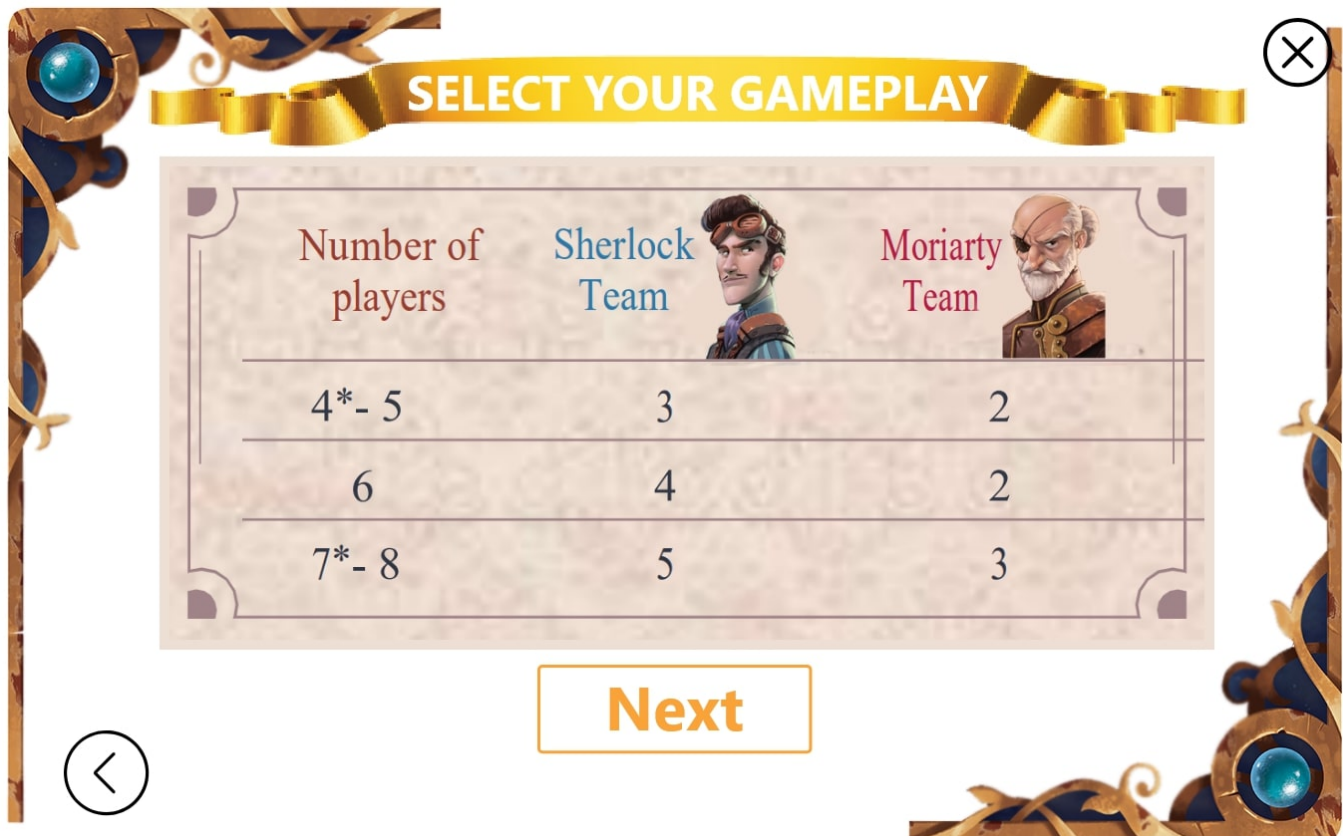 SELECT YOUR GAMEPLAY
Number of players Sherlock Team Moriarty Team
4*- 5 3 2
6 4 2
7*- 8 5 3
Next